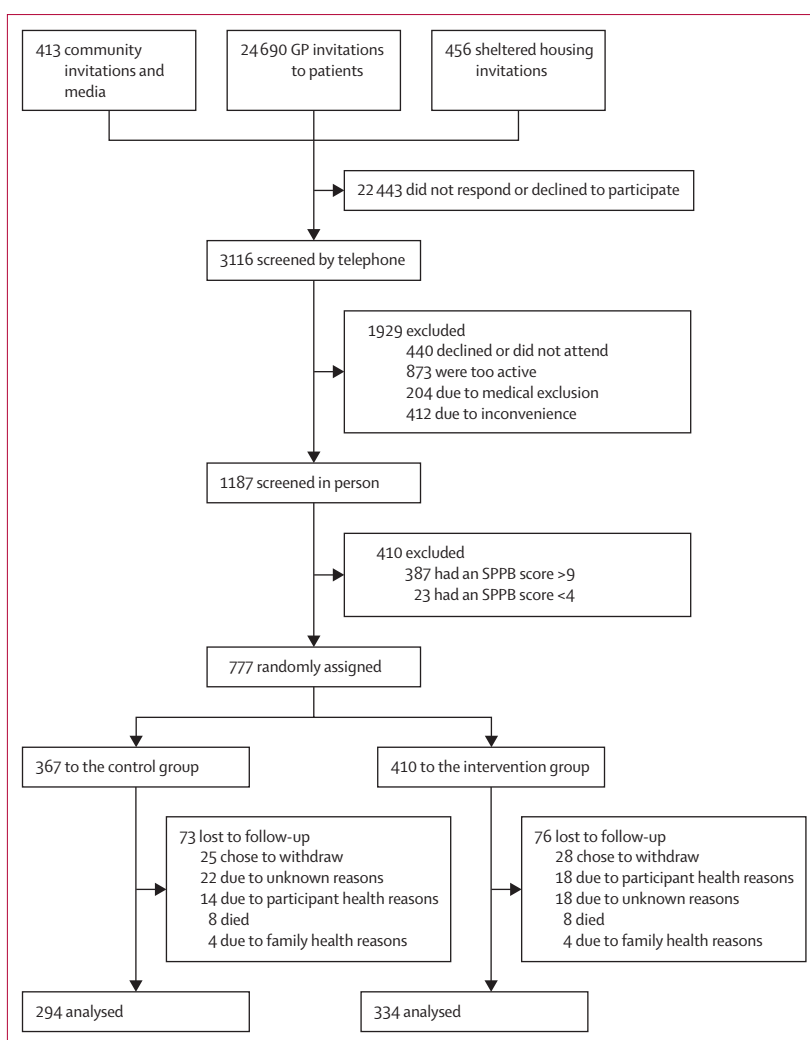 413 community
invitations and
media
24 690 GP invitations
to patients
456 sheltered housing
invitations
22 443 did not respond or declined to participate
3116 screened by telephone
1929 excluded
440 declined or did not attend
873 were too active
204 due to medical exclusion
412 due to inconvenience
1187 screened in person
410 excluded
387 had an SPPB score >9
23 had an SPPB score <4
777 randomly assigned
367 to the control group
410 to the intervention group
73 lost to follow-up
25 chose to withdraw
22 due to unknown reasons
14 due to participant health reasons
8 died
4 due to family health reasons
76 lost to follow-up
28 chose to withdraw
18 due to participant health reasons
18 due to unknown reasons
8 died
4 due to family health reasons
294 analysed
334 analysed